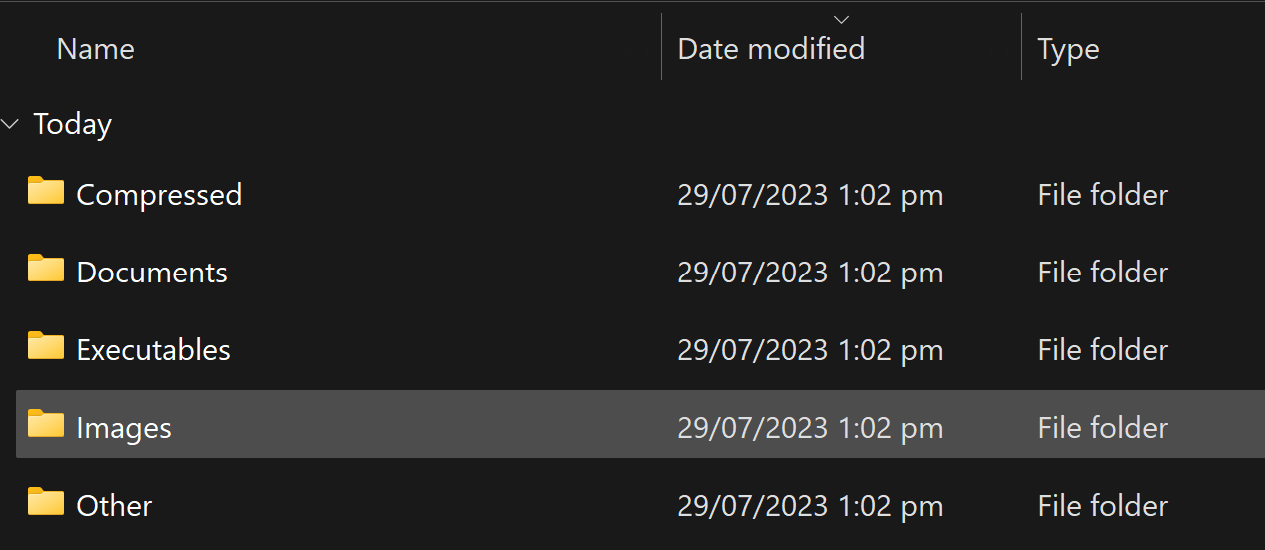 Name Date modified Type
Today
Compressed 29/07/2023 1:02 pm File folder
Documents 29/07/2023 1:02 pm File folder
Executables 29/07/2023 1:02 pm File folder
Images 29/07/2023 1:02 pm File folder
Other 29/07/2023 1:02 pm File folder